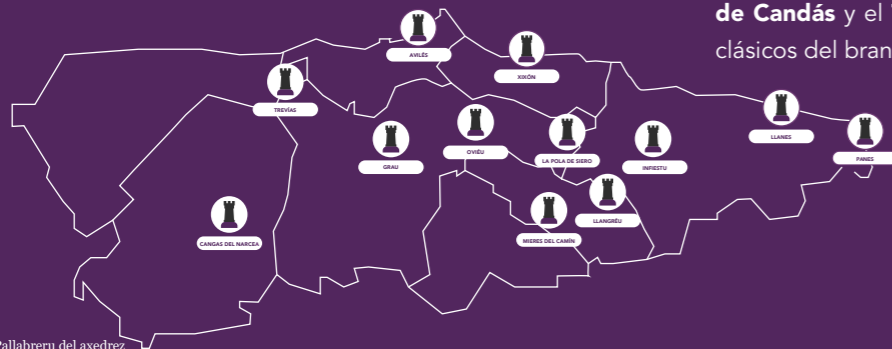 de Candás y el
clásicos del bran
AVILÉS
XIXÓN
TREVÍAS
LLANES
GRAU
OVIÉU
LA POLA DE SIERO
INFIESTU
PANES
LLANGRÉU
CANGAS DEL NARCEA
MIERES DEL CAMÍN
Pallabreru del axedrez